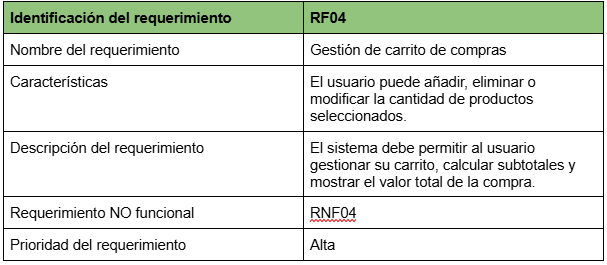 Identificación del requerimiento RF04
Nombre del requerimiento Gestión de carrito de compras
Características El usuario puede añadir, eliminar o
modificar la cantidad de productos
seleccionados.
Descripción del requerimiento El sistema debe permitir al usuario
gestionar su carrito, calcular subtotales y
mostrar el valor total de la compra.
Requerimiento NO funcional RNF04
Prioridad del requerimiento Alta